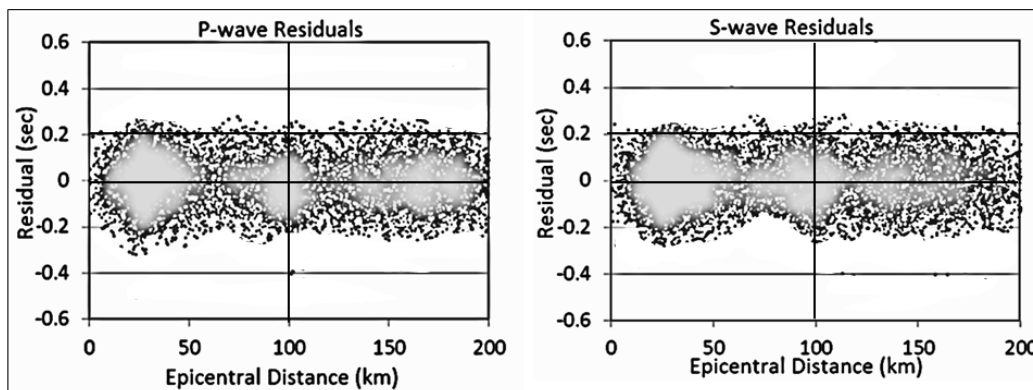 P-wave Residuals
0.6
0.4
0.2
0
-0.2
-0.4
-0.6
Residual (sec)
0 50 100 150 200
Epicentral Distance (km)
S-wave Residuals
0.6
0.4
0.2
0
-0.2
-0.4
-0.6
Residual (sec)
0 50 100 150 200
Epicentral Distance (km)